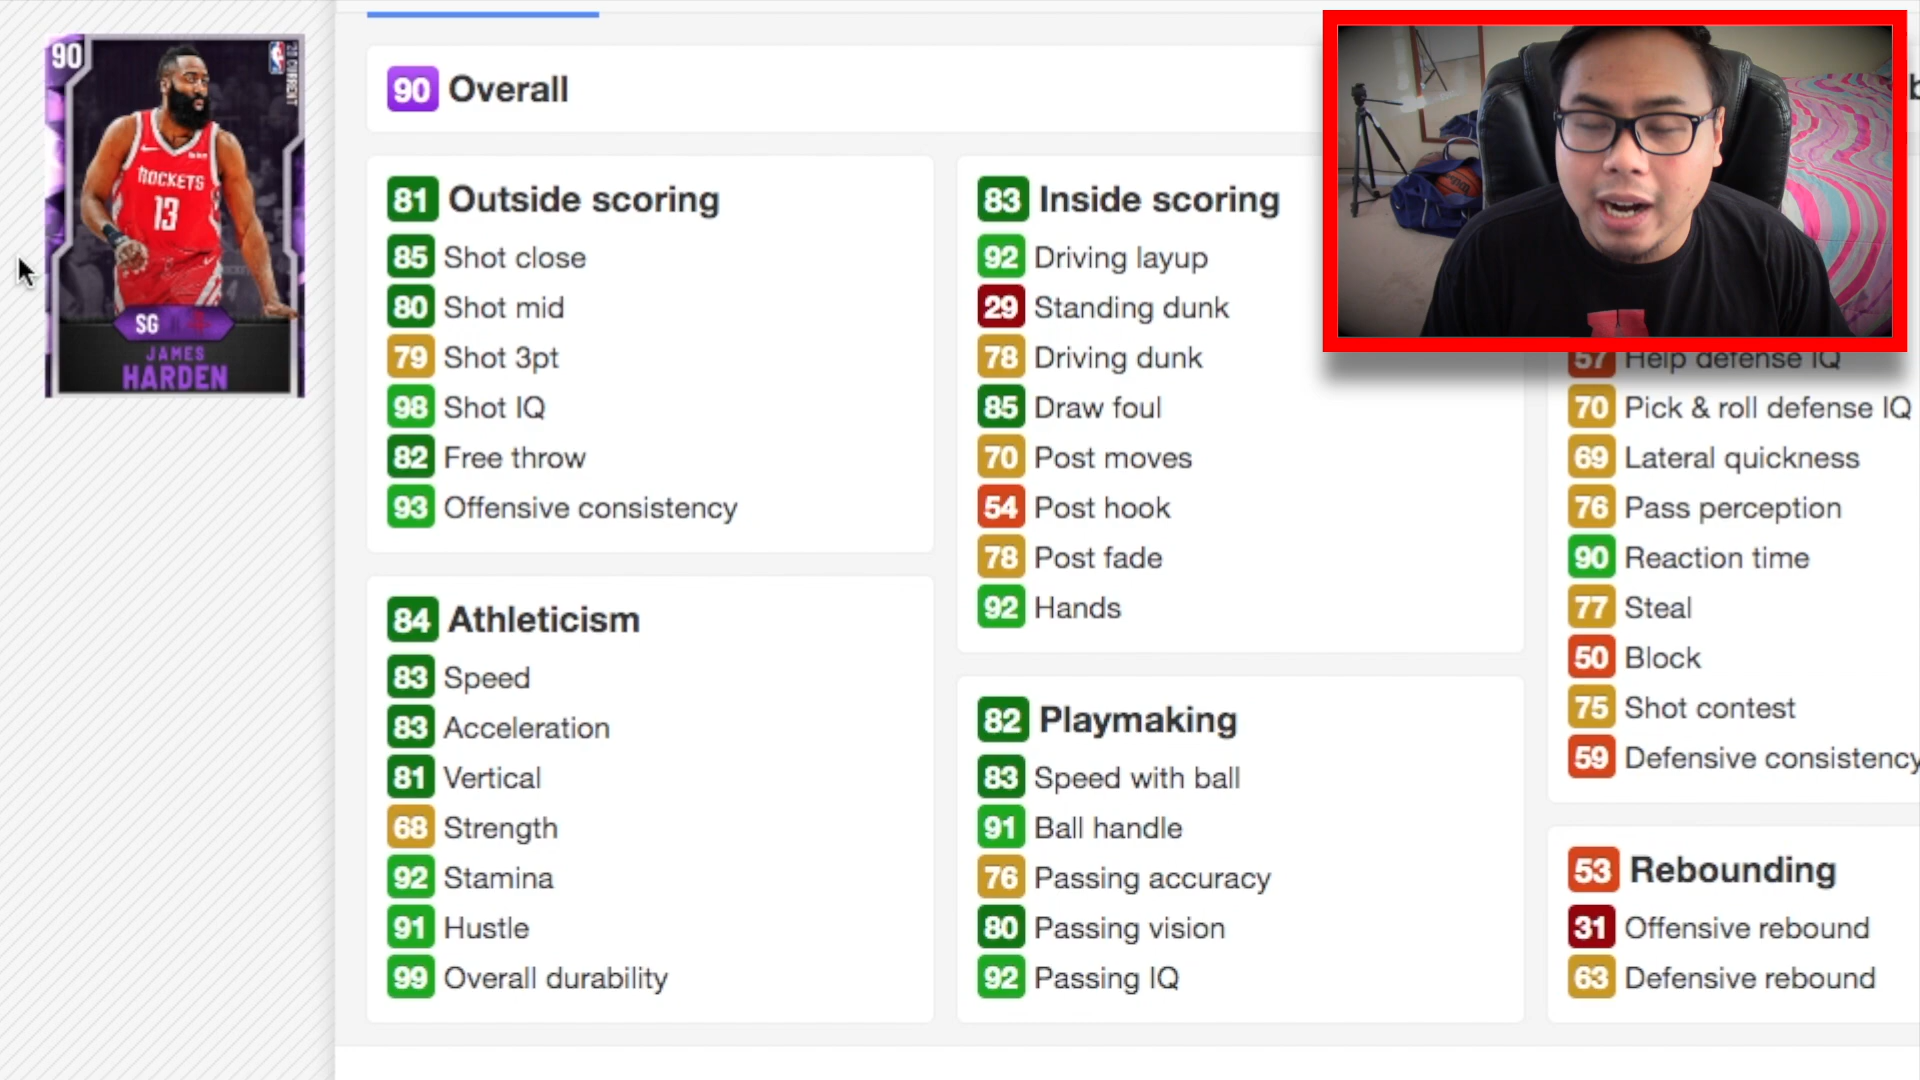 90
20 CURRENT
ROCKETS
13
SG
JAMES
HARDEN
90 Overall
81 Outside scoring
85 Shot close
80 Shot mid
79 Shot 3pt
98 Shot IQ
82 Free throw
93 Offensive consistency
84 Athleticism
83 Speed
83 Acceleration
81 Vertical
68 Strength
92 Stamina
91 Hustle
99 Overall durability
83 Inside scoring
92 Driving layup
29 Standing dunk
78 Driving dunk
85 Draw foul
70 Post moves
54 Post hook
78 Post fade
92 Hands
82 Playmaking
83 Speed with ball
91 Ball handle
76 Passing accuracy
80 Passing vision
92 Passing IQ
57 Help defense IQ
70 Pick & roll defense IQ
69 Lateral quickness
76 Pass perception
90 Reaction time
77 Steal
50 Block
75 Shot contest
59 Defensive consistency
53 Rebounding
31 Offensive rebound
63 Defensive rebound